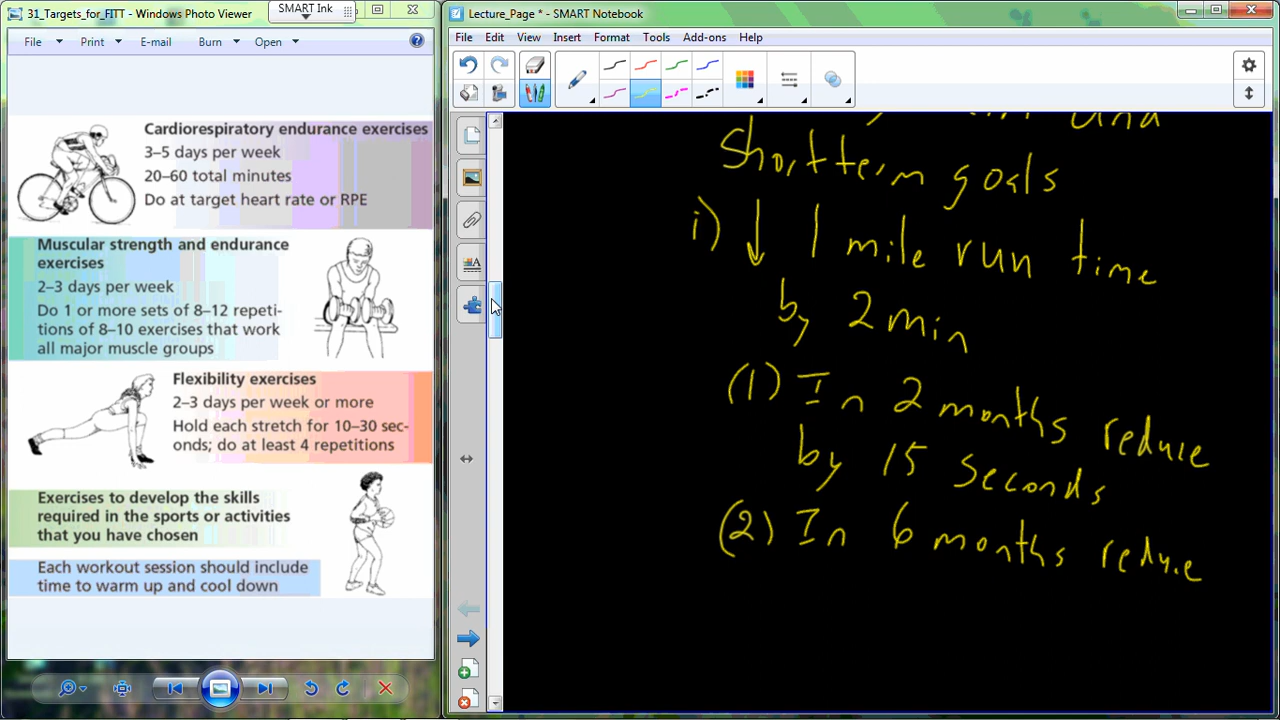 31_Targets_for_FITT - Windows Photo Viewer
SMART Ink
File Print E-mail Burn Open
Cardiorespiratory endurance exercises
3–5 days per week
20–60 total minutes
Do at target heart rate or RPE
Muscular strength and endurance
exercises
2–3 days per week
Do 1 or more sets of 8–12 repeti-
tions of 8–10 exercises that work
all major muscle groups
Flexibility exercises
2–3 days per week or more
Hold each stretch for 10–30 sec-
onds; do at least 4 repetitions
Exercises to develop the skills
required in the sports or activities
that you have chosen
Each workout session should include
time to warm up and cool down
Lecture_Page * - SMART Notebook
File Edit View Insert Format Tools Add-ons Help
and
Short term goals
i) ↓ 1 mile run time
by 2 min
(1) In 2 months reduce
by 15 seconds
(2) In 6 months reduce